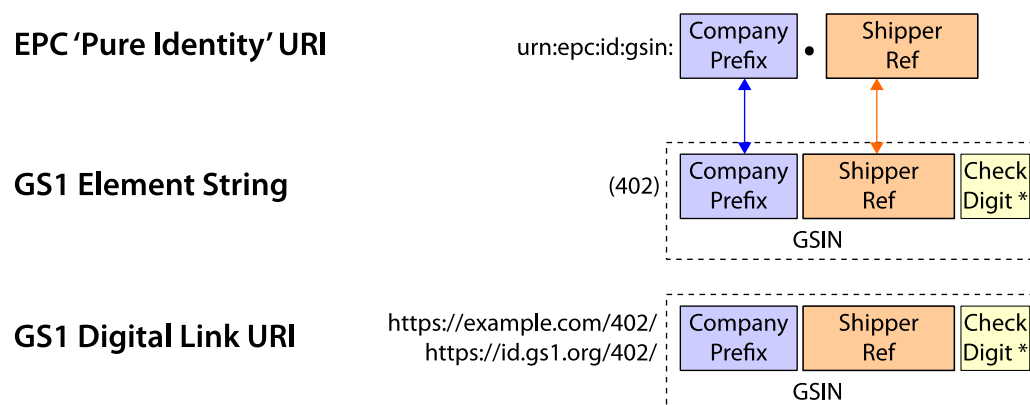 EPC ‘Pure Identity’ URI
urn:epc:id:gsin:
Company
Prefix
•
Shipper
Ref
GS1 Element String
(402)
Company
Prefix
Shipper
Ref
Check
Digit *
GSIN
GS1 Digital Link URI
https://example.com/402/
https://id.gs1.org/402/
Company
Prefix
Shipper
Ref
Check
Digit *
GSIN